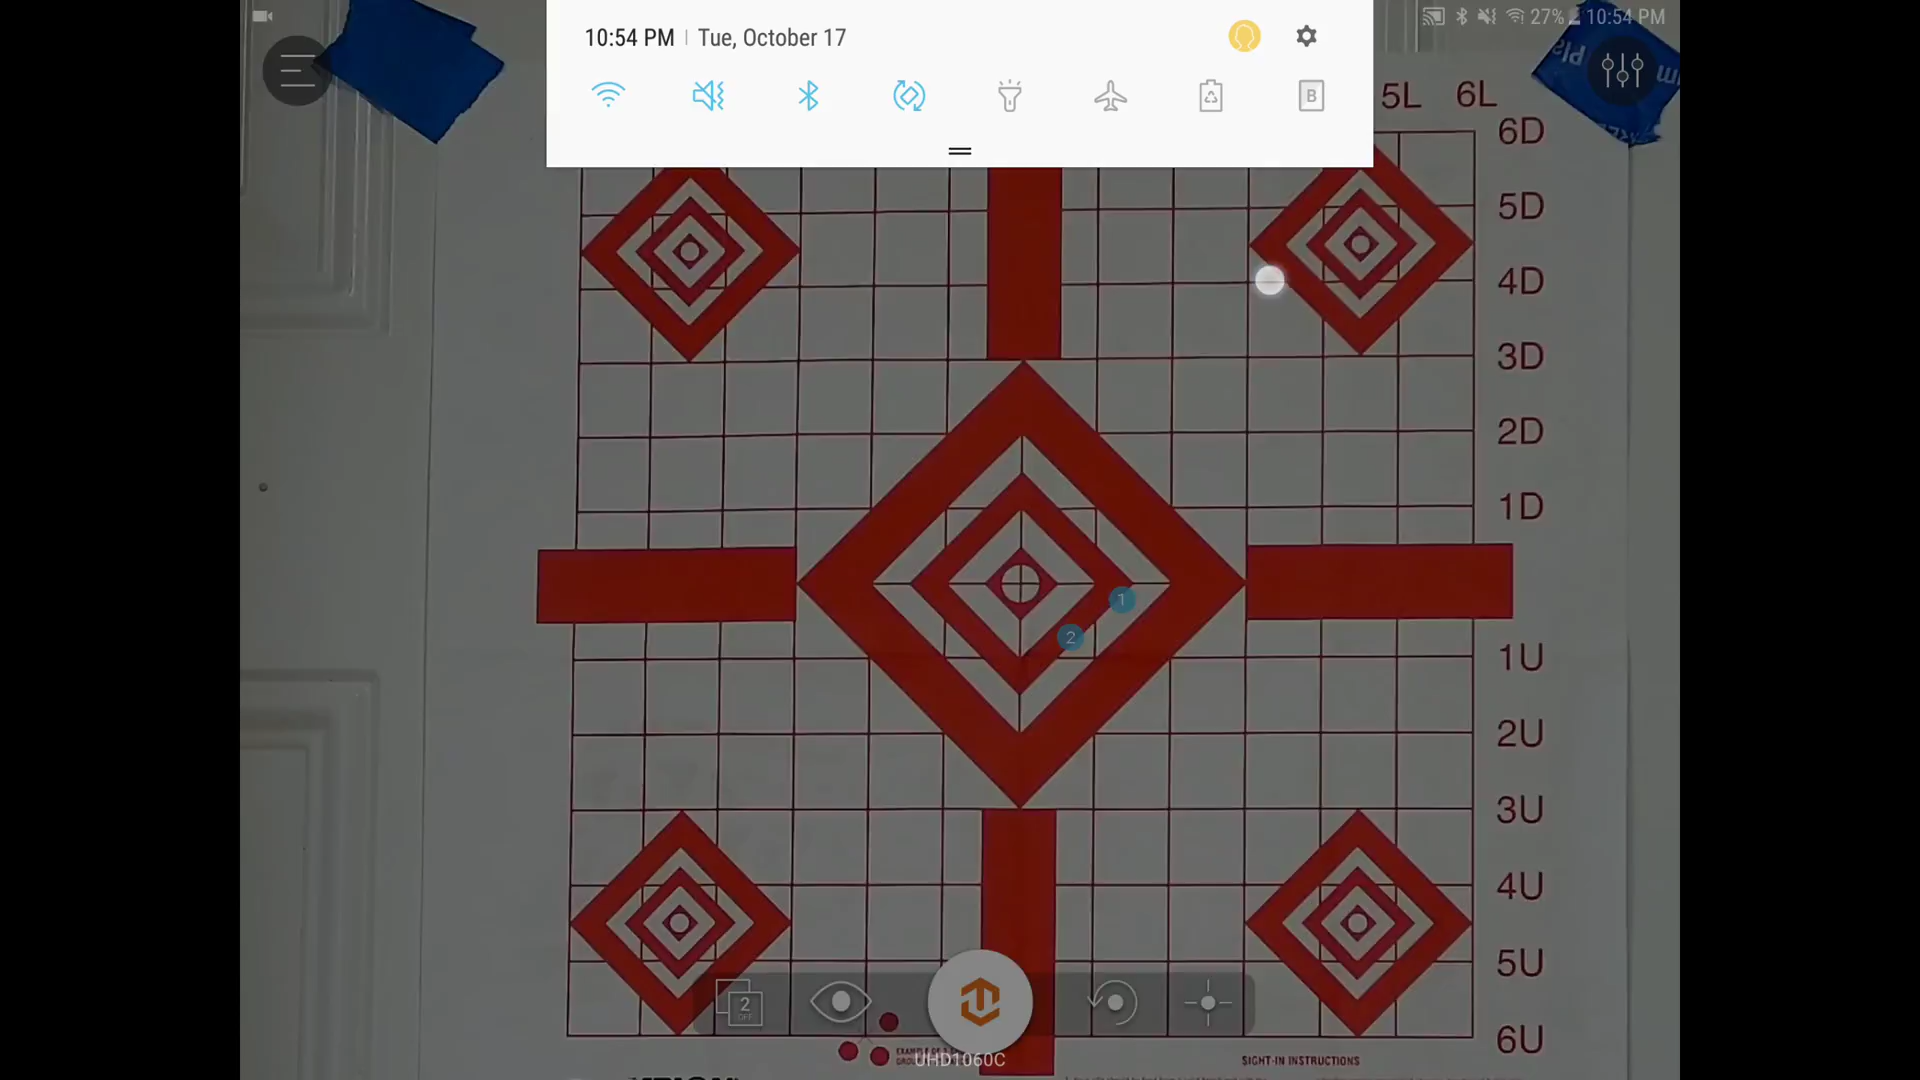 10:54 PM | Tue, October 17
27% 10:54 PM
B
5L 6L
6D
5D
4D
3D
2D
1D
1
2
1U
2U
3U
4U
5U
6U
2
OFF
UHD1060C
SIGHT-IN INSTRUCTIONS